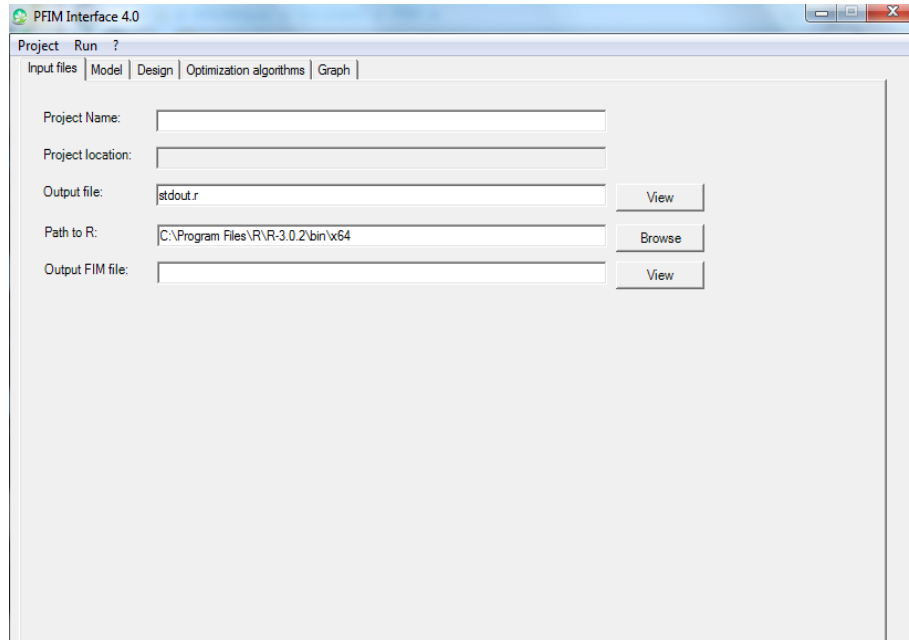 PFIM Interface 4.0
Project Run ?
Input files Model Design Optimization algorithms Graph
Project Name:
Project location:
Output file: stdout.r View
Path to R: C:\Program Files\R\R-3.0.2\bin\x64 Browse
Output FIM file: View